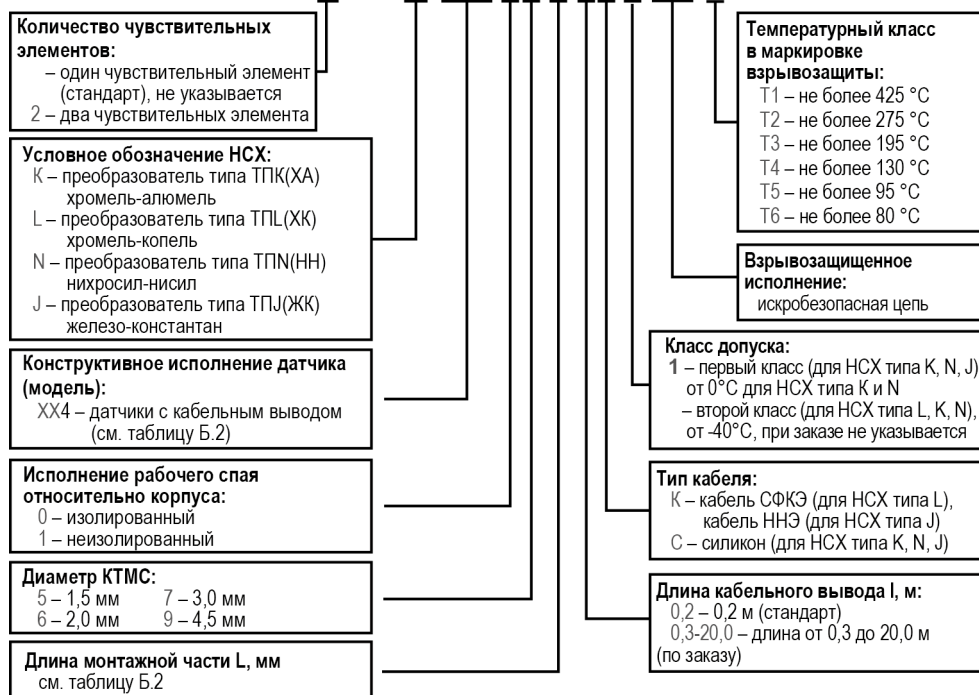 Количество чувствительных
элементов:
– один чувствительный элемент
(стандарт), не указывается
2 – два чувствительных элемента
Условное обозначение НСХ:
К – преобразователь типа ТПК(ХА)
хромель-алюмель
L – преобразователь типа ТПL(ХК)
хромель-копель
N – преобразователь типа ТПN(НН)
нихросил-нисил
J – преобразователь типа ТПJ(ЖК)
железо-константан
Конструктивное исполнение датчика
(модель):
ХХ4 – датчики с кабельным выводом
(см. таблицу Б.2)
Исполнение рабочего спая
относительно корпуса:
0 – изолированный
1 – неизолированный
Диаметр КТМС:
5 – 1,5 мм 7 – 3,0 мм
6 – 2,0 мм 9 – 4,5 мм
Длина монтажной части L, мм
см. таблицу Б.2
Температурный класс
в маркировке
взрывозащиты:
Т1 – не более 425 °С
Т2 – не более 275 °С
Т3 – не более 195 °С
Т4 – не более 130 °С
Т5 – не более 95 °С
Т6 – не более 80 °С
Взрывозащищенное
исполнение:
искробезопасная цепь
Класс допуска:
1 – первый класс (для НСХ типа K, N, J)
от 0°С для НСХ типа К и N
– второй класс (для НСХ типа L, K, N),
от -40°С, при заказе не указывается
Тип кабеля:
К – кабель СФКЭ (для НСХ типа L),
кабель ННЭ (для НСХ типа J)
С – силикон (для НСХ типа K, N, J)
Длина кабельного вывода l, м:
0,2 – 0,2 м (стандарт)
0,3-20,0 – длина от 0,3 до 20,0 м
(по заказу)